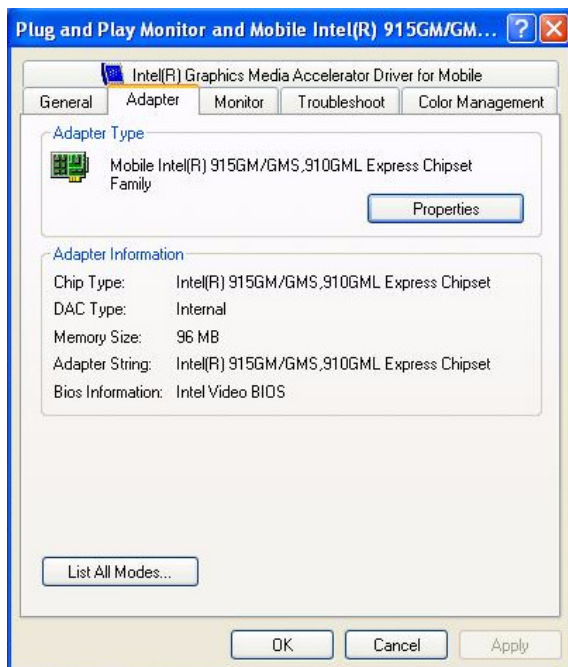 Plug and Play Monitor and Mobile Intel(R) 915GM/GM...
Intel(R) Graphics Media Accelerator Driver for Mobile
General Adapter Monitor Troubleshoot Color Management
Adapter Type
Mobile Intel(R) 915GM/GMS,910GML Express Chipset
Family
Properties
Adapter Information
Chip Type: Intel(R) 915GM/GMS,910GML Express Chipset
DAC Type: Internal
Memory Size: 96 MB
Adapter String: Intel(R) 915GM/GMS,910GML Express Chipset
Bios Information: Intel Video BIOS
List All Modes...
OK Cancel Apply